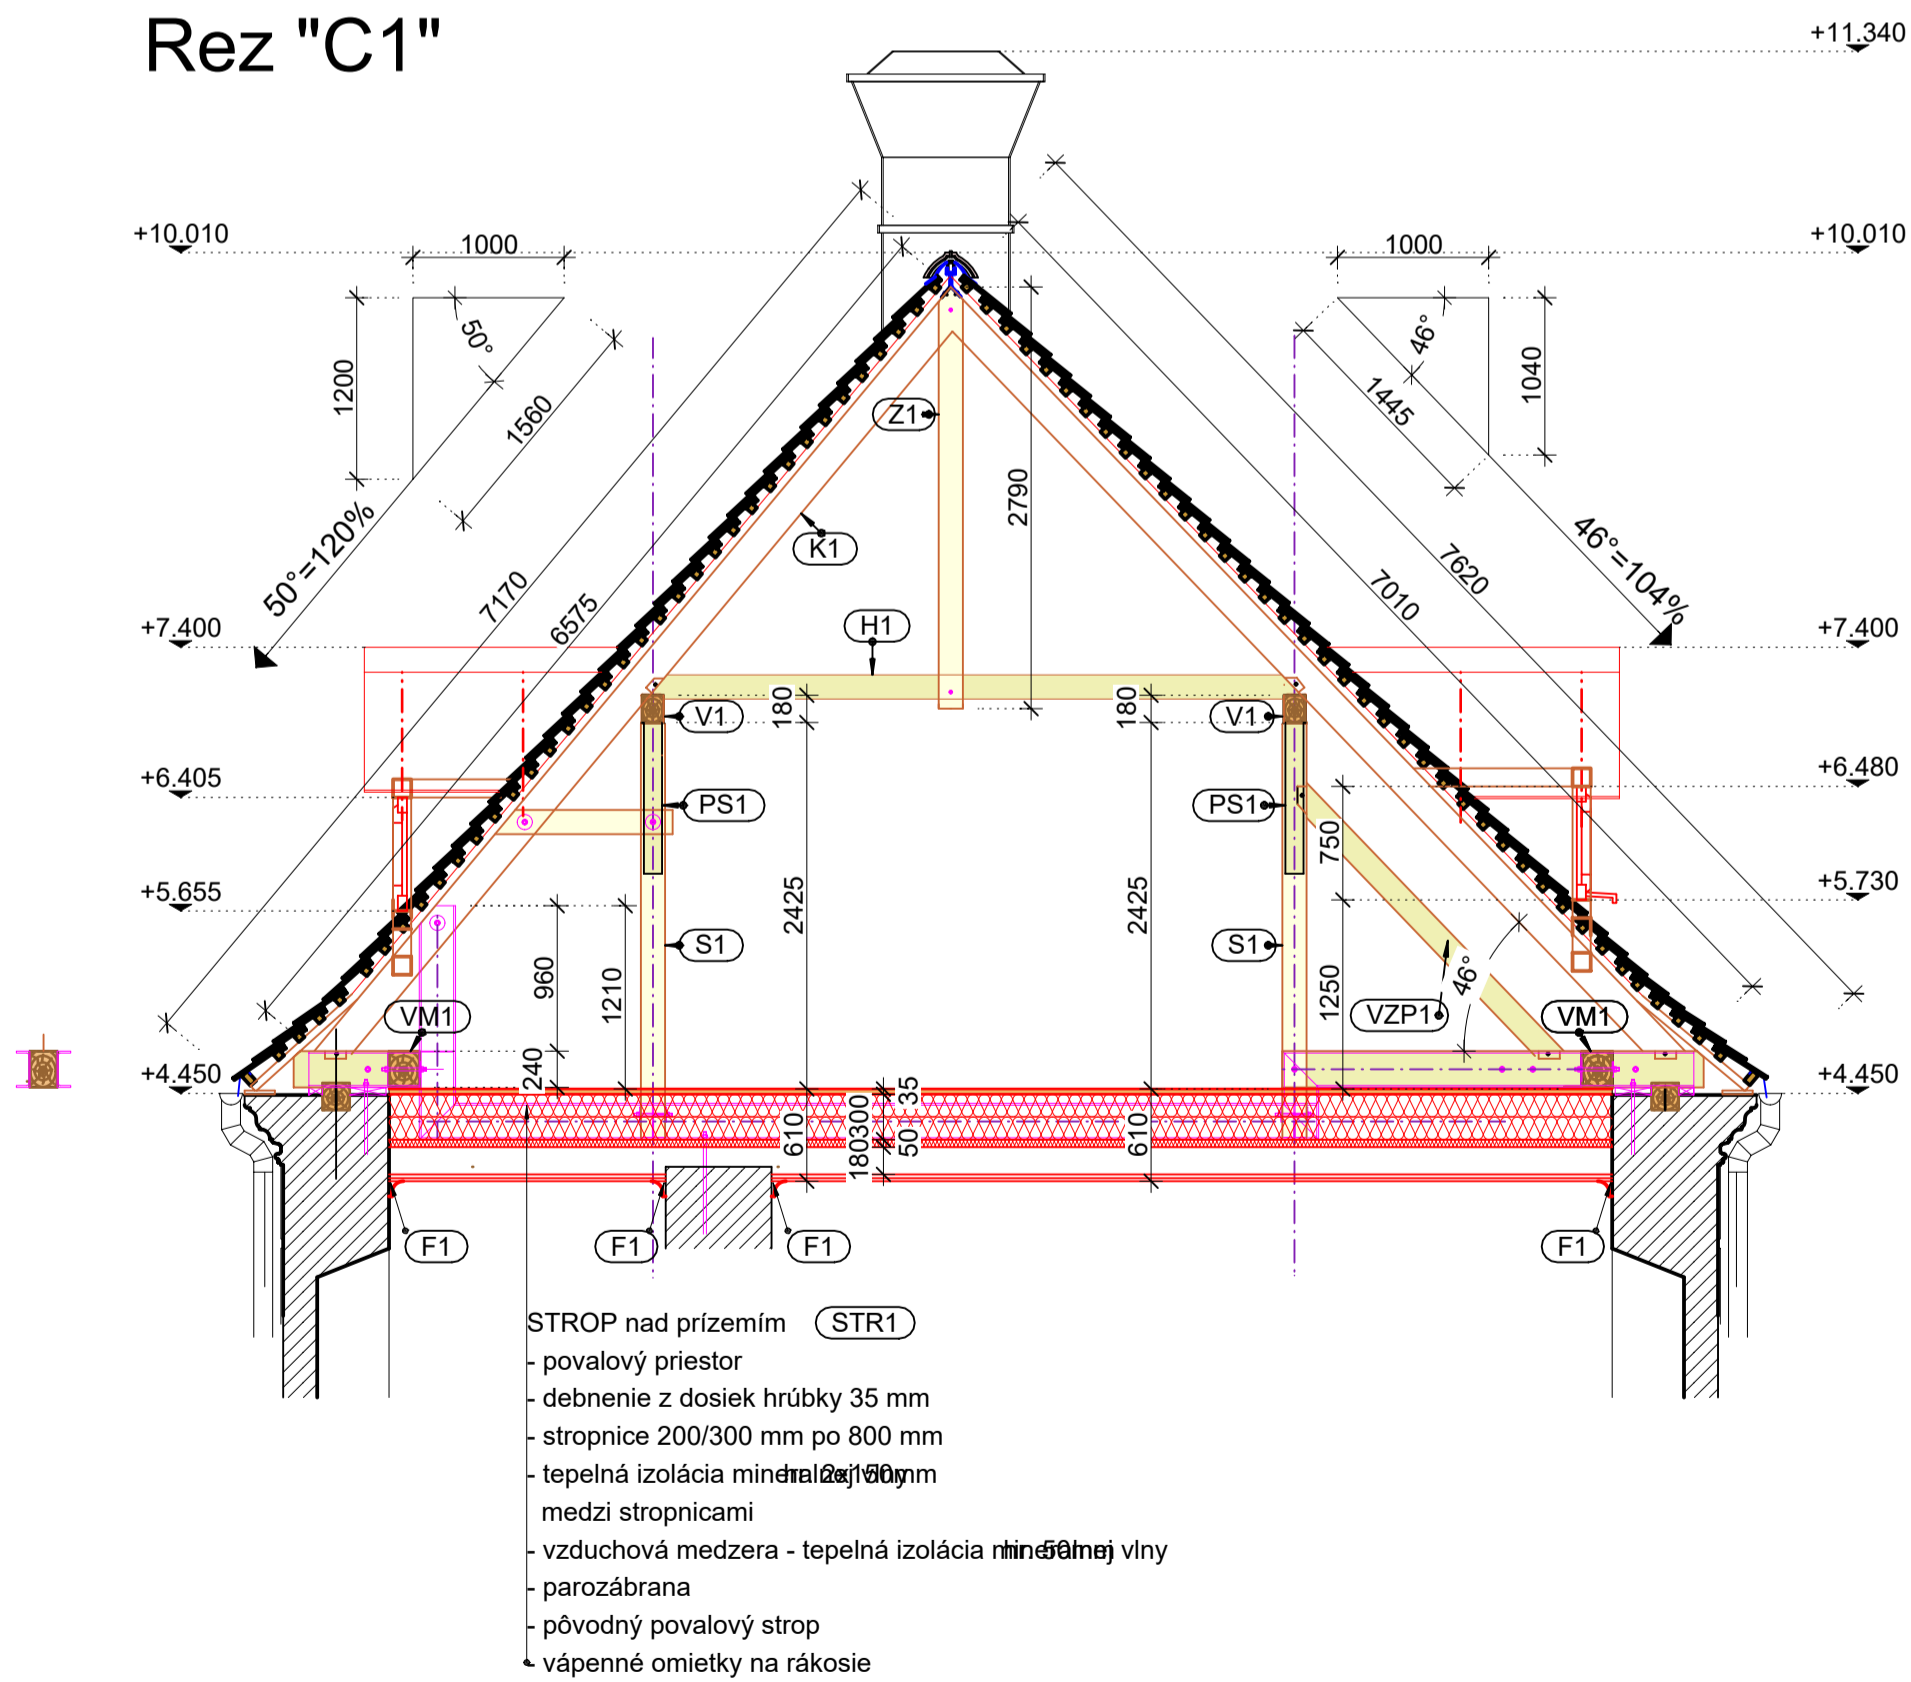 Rez "C1"
+11.340
+10.010
+10.010
1000
1000
1200
50°
1560
50°=120%
46°
1445
1040
46°=104%
7170
6575
7620
7010
Z1
K1
2790
H1
+7.400
+7.400
180
180
V1
V1
+6.405
+6.480
PS1
PS1
750
2425
2425
+5.655
+5.730
S1
S1
960
1210
1250
46°
VM1
VZP1
VM1
240
+4.450
+4.450
35
610
180
300
50
610
F1
F1
F1
F1
STROP nad prízemím
STR1
- povalový priestor
- debnenie z dosiek hrúbky 35 mm
- stropnice 200/300 mm po 800 mm
- tepelná izolácia
medzi stropnicami
- vzduchová medzera - tepelná izolácia vlny
- parozábrana
- pôvodný povalový strop
- vápenné omietky na rákosie